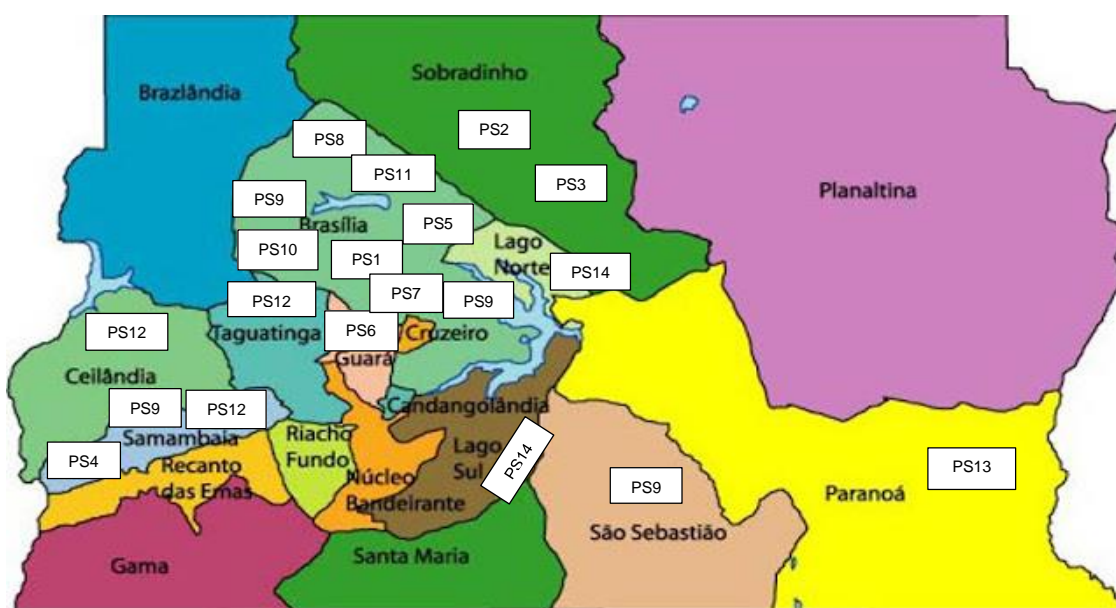 Sobradinho
Brazlândia
PS8
PS2
PS11
PS3
Planaltina
PS9
Brasília
PS5
PS10
PS1
Lago
Norte
PS14
PS12
PS7
PS9
PS12
Taguatinga
PS6
Cruzeiro
Guará
Ceilândia
PS9
PS12
Candangolândia
Samambaia
Riacho
Fundo
Lago
Sul
PS14
PS4
Recanto
das Emas
Núcleo
Bandeirante
PS9
PS13
Paranoá
São Sebastião
Santa Maria
Gama